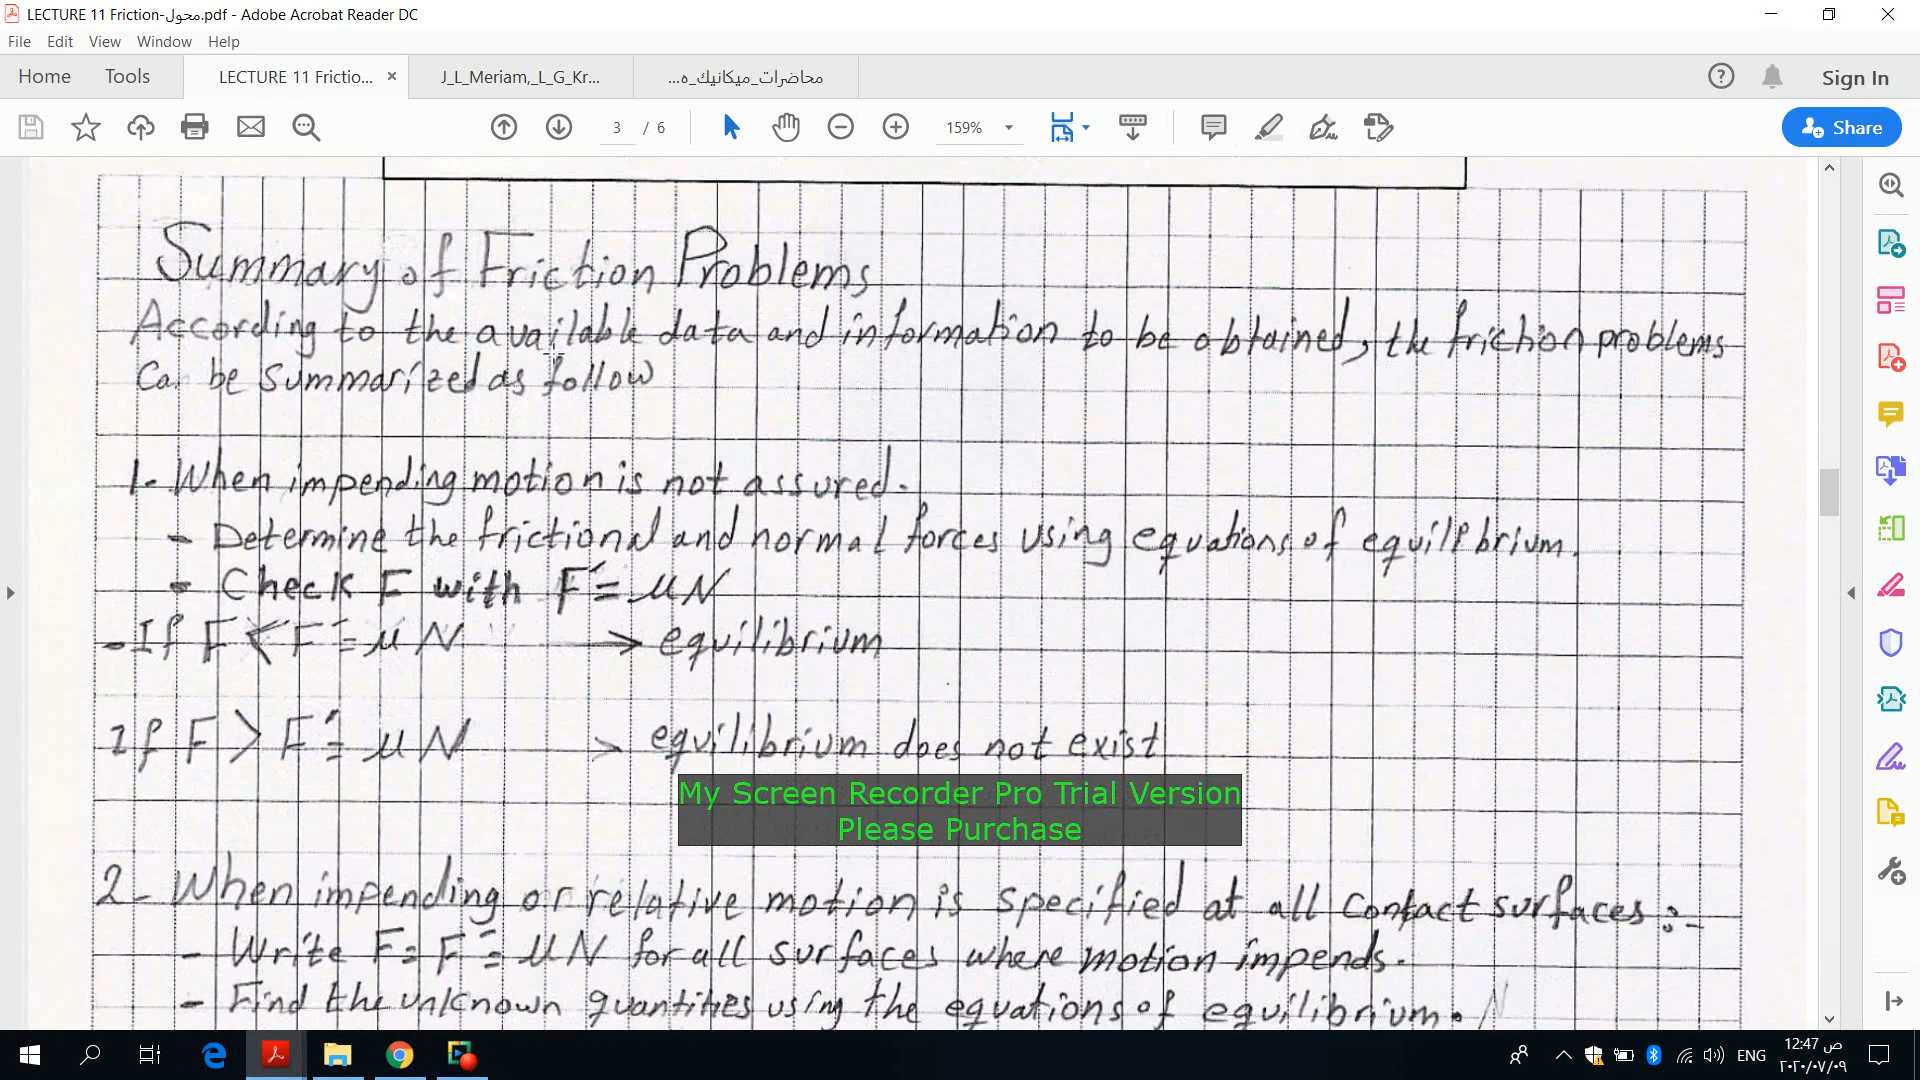 LECTURE 11 Friction-محول.pdf - Adobe Acrobat Reader DC
File Edit View Window Help
Home Tools LECTURE 11 Frictio... J_L_Meriam,_L_G_Kr... محاضرات_ميكانيك_ه... Sign In
3 / 6 159% Share
Summary of Friction Problems
According to the available data and information to be obtained, the friction problems
Can be summarized as follow
1- When impending motion is not assured.
- Determine the frictional and normal forces using equations of equilibrium.
- Check F with F′ = μN
- If F < F′ = μN → equilibrium
If F > F′ = μN > equilibrium does not exist
My Screen Recorder Pro Trial Version
Please Purchase
2- When impending or relative motion is specified at all Contact surfaces :-
- Write F = F′ = μN for all surfaces where motion impends.
- Find the unknown quantities using the equations of equilibrium. N
ENG 12:47 ص
٢٠٢٠/٠٧/٠٩